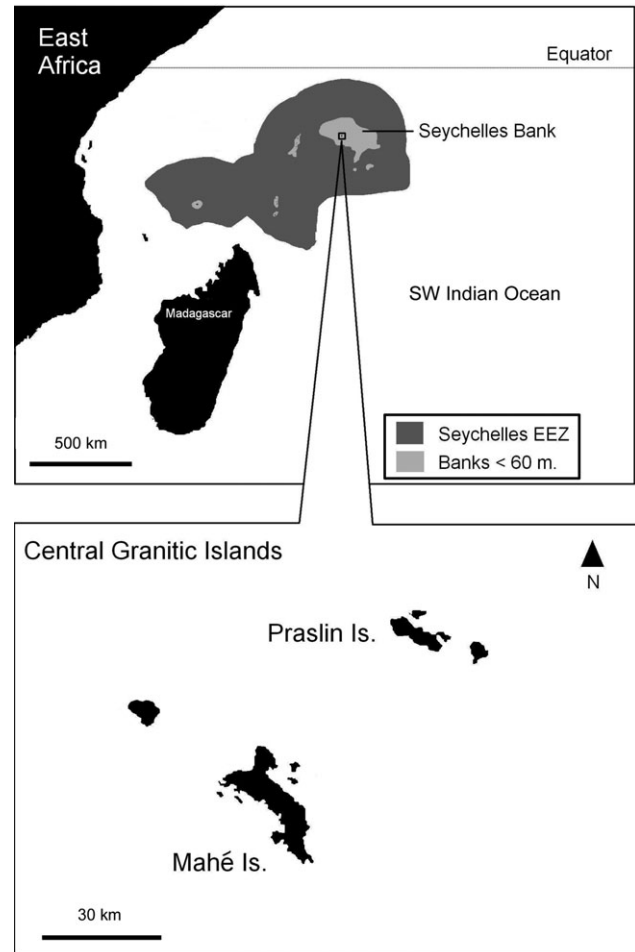 East
Africa
Equator
Seychelles Bank
SW Indian Ocean
Madagascar
500 km
Seychelles EEZ
Banks < 60 m.
Central Granitic Islands
N
Praslin Is.
Mahé Is.
30 km